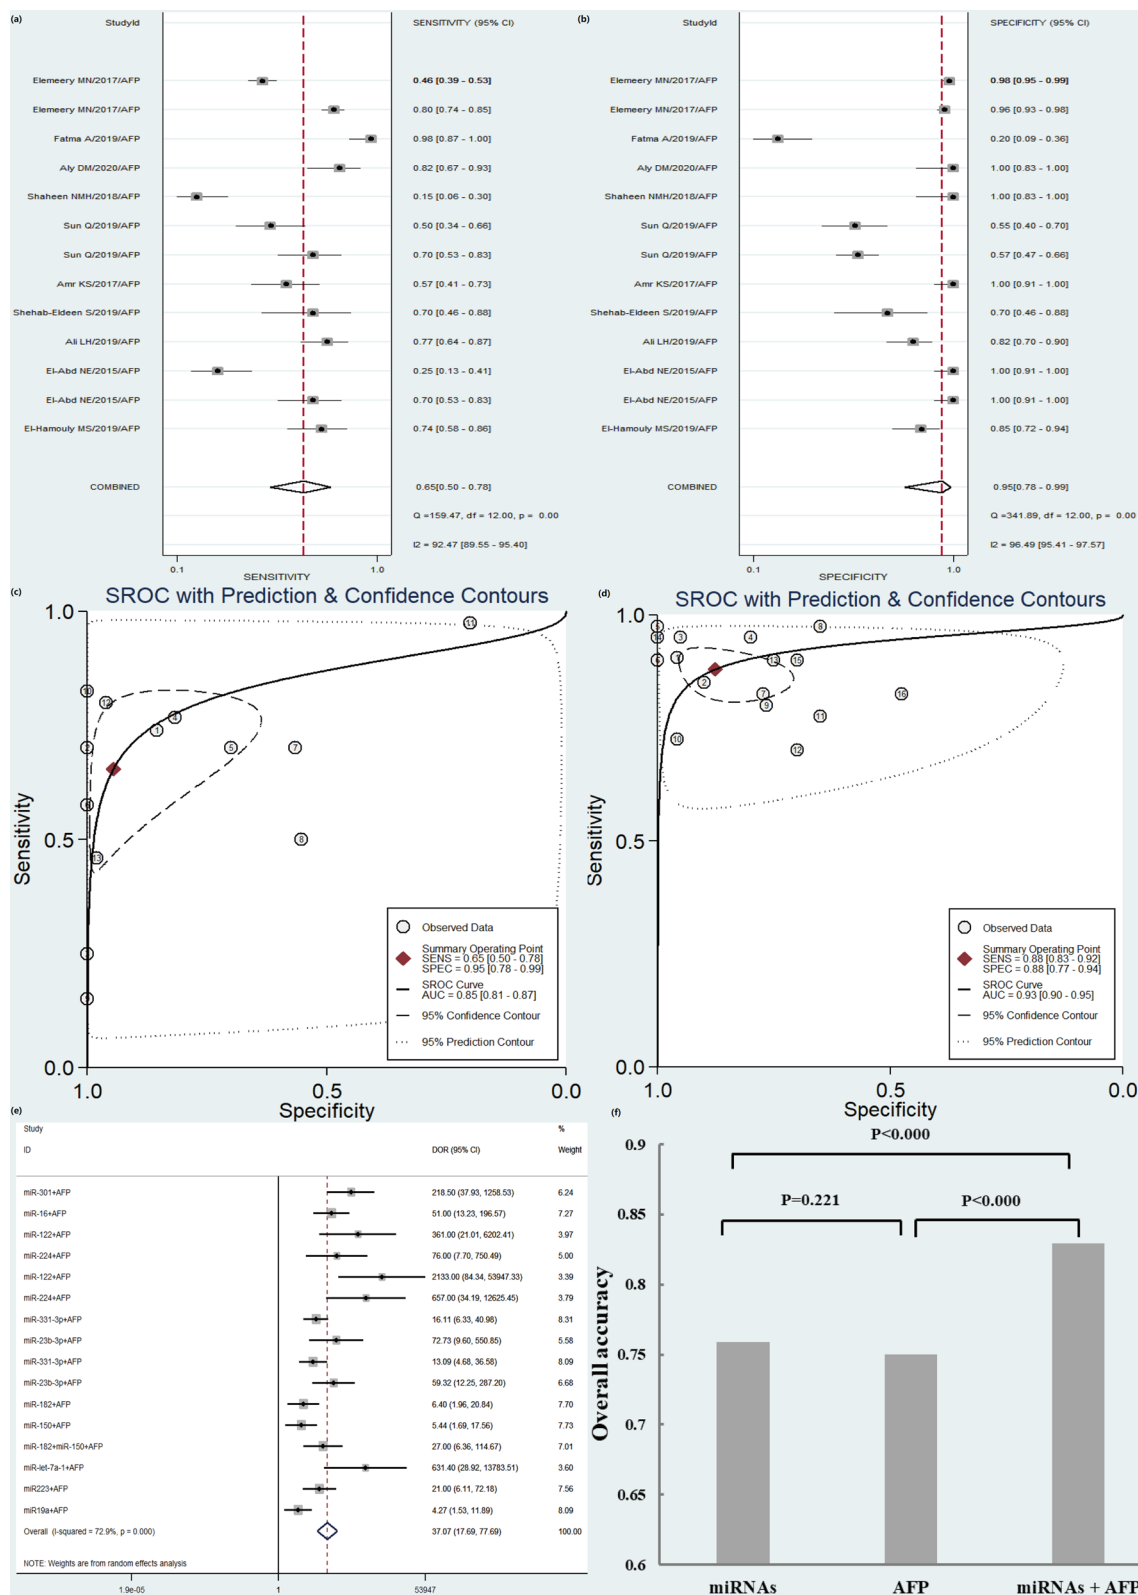 (a)
StudyId SENSITIVITY (95% CI)
Elemeery MN/2017/AFP 0.46 [0.39 - 0.53]
Elemeery MN/2017/AFP 0.80 [0.74 - 0.85]
Fatma A/2019/AFP 0.98 [0.87 - 1.00]
Aly DM/2020/AFP 0.82 [0.67 - 0.93]
Shaheen NMH/2018/AFP 0.15 [0.06 - 0.30]
Sun Q/2019/AFP 0.50 [0.34 - 0.66]
Sun Q/2019/AFP 0.70 [0.53 - 0.83]
Amr KS/2017/AFP 0.57 [0.41 - 0.73]
Shehab-Eldeen S/2019/AFP 0.70 [0.46 - 0.88]
Ali LH/2019/AFP 0.77 [0.64 - 0.87]
El-Abd NE/2015/AFP 0.25 [0.13 - 0.41]
El-Abd NE/2015/AFP 0.70 [0.53 - 0.83]
El-Hamouly MS/2019/AFP 0.74 [0.58 - 0.86]
COMBINED 0.65[0.50 - 0.78]
Q =159.47, df = 12.00, p = 0.00
I2 = 92.47 [89.55 - 95.40]
0.1 1.0
SENSITIVITY
(b)
StudyId SPECIFICITY (95% CI)
Elemeery MN/2017/AFP 0.98 [0.95 - 0.99]
Elemeery MN/2017/AFP 0.96 [0.93 - 0.98]
Fatma A/2019/AFP 0.20 [0.09 - 0.36]
Aly DM/2020/AFP 1.00 [0.83 - 1.00]
Shaheen NMH/2018/AFP 1.00 [0.83 - 1.00]
Sun Q/2019/AFP 0.55 [0.40 - 0.70]
Sun Q/2019/AFP 0.57 [0.47 - 0.66]
Amr KS/2017/AFP 1.00 [0.91 - 1.00]
Shehab-Eldeen S/2019/AFP 0.70 [0.46 - 0.88]
Ali LH/2019/AFP 0.82 [0.70 - 0.90]
El-Abd NE/2015/AFP 1.00 [0.91 - 1.00]
El-Abd NE/2015/AFP 1.00 [0.91 - 1.00]
El-Hamouly MS/2019/AFP 0.85 [0.72 - 0.94]
COMBINED 0.95[0.78 - 0.99]
Q =341.89, df = 12.00, p = 0.00
I2 = 96.49 [95.41 - 97.57]
0.1 1.0
SPECIFICITY
(c)
SROC with Prediction & Confidence Contours
1.0
11
10
12
4
1
2
5
7
6
8
13
0.5
Sensitivity
Observed Data
Summary Operating Point
SENS = 0.65 [0.50 - 0.78]
SPEC = 0.95 [0.78 - 0.99]
SROC Curve
AUC = 0.85 [0.81 - 0.87]
95% Confidence Contour
95% Prediction Contour
0.0
1.0 0.5 0.0
Specificity
(d)
SROC with Prediction & Confidence Contours
1.0
5
8
14
3
4
6
1
13
15
2
7
16
9
11
10
12
0.5
Sensitivity
Observed Data
Summary Operating Point
SENS = 0.88 [0.83 - 0.92]
SPEC = 0.88 [0.77 - 0.94]
SROC Curve
AUC = 0.93 [0.90 - 0.95]
95% Confidence Contour
95% Prediction Contour
0.0
1.0 0.5 0.0
Specificity
(e)
Study %
ID DOR (95% CI) Weight
miR-301+AFP 218.50 (37.93, 1258.53) 6.24
miR-16+AFP 51.00 (13.23, 196.57) 7.27
miR-122+AFP 361.00 (21.01, 6202.41) 3.97
miR-224+AFP 76.00 (7.70, 750.49) 5.00
miR-122+AFP 2133.00 (84.34, 53947.33) 3.39
miR-224+AFP 657.00 (34.19, 12625.45) 3.79
miR-331-3p+AFP 16.11 (6.33, 40.98) 8.31
miR-23b-3p+AFP 72.73 (9.60, 550.85) 5.58
miR-331-3p+AFP 13.09 (4.68, 36.58) 8.09
miR-23b-3p+AFP 59.32 (12.25, 287.20) 6.68
miR-182+AFP 6.40 (1.96, 20.84) 7.70
miR-150+AFP 5.44 (1.69, 17.56) 7.73
miR-182+miR-150+AFP 27.00 (6.36, 114.67) 7.01
miR-let-7a-1+AFP 631.40 (28.92, 13783.51) 3.60
miR223+AFP 21.00 (6.11, 72.18) 7.56
miR19a+AFP 4.27 (1.53, 11.89) 8.09
Overall (I-squared = 72.9%, p = 0.000) 37.07 (17.69, 77.69) 100.00
NOTE: Weights are from random effects analysis
1.9e-05 1 53947
(f)
P<0.000
P=0.221 P<0.000
Overall accuracy
0.9
0.85
0.8
0.75
0.7
0.65
0.6
miRNAs AFP miRNAs + AFP